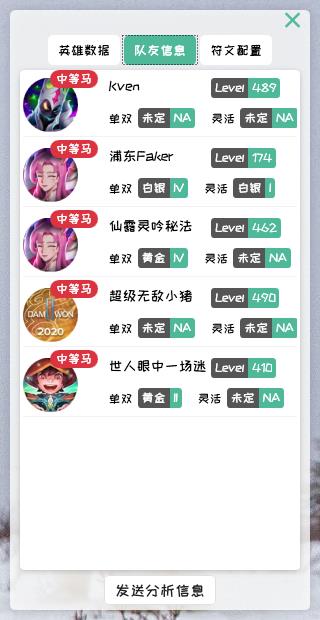 英雄数据 队友信息 符文配置
中等马 kven Level 489
单双 未定 NA 灵活 未定 NA
中等马 浦东Faker Level 174
单双 白银 IV 灵活 白银 I
中等马 仙露灵吟秘法 Level 462
单双 黄金 IV 灵活 未定 NA
中等马 超级无敌小猪 Level 490
DAMWON
2020
单双 未定 NA 灵活 未定 NA
中等马 世人眼中一场迷 Level 410
单双 黄金 II 灵活 未定 NA
发送分析信息